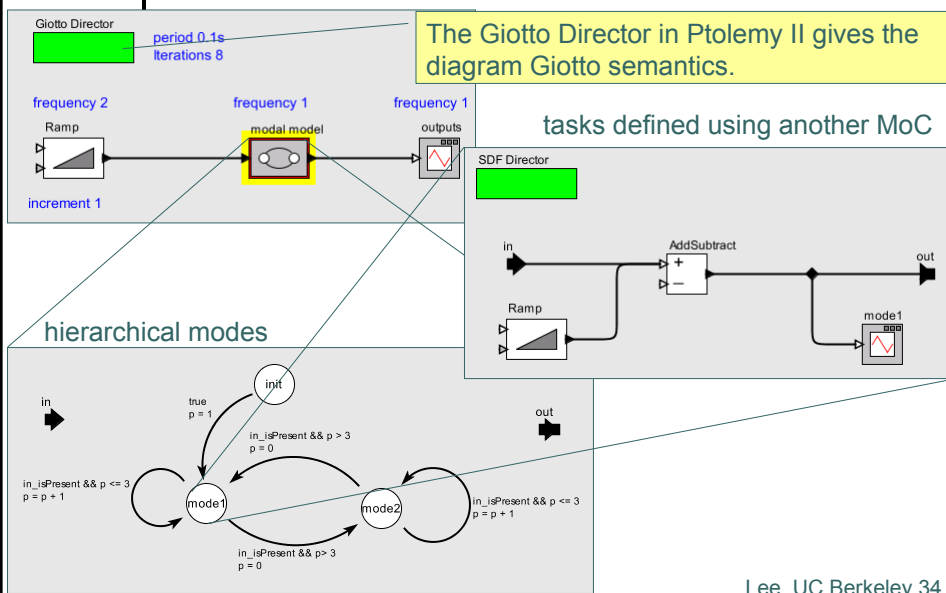 Giotto Director
period 0.1s
Iterations 8
The Giotto Director in Ptolemy II gives the
diagram Giotto semantics.
frequency 2
frequency 1
frequency 1
Ramp
modal model
outputs
increment 1
tasks defined using another MoC
SDF Director
in
AddSubtract
+
−
out
Ramp
mode1
hierarchical modes
in
init
out
true
p = 1
in_isPresent && p > 3
p = 0
in_isPresent && p <= 3
p = p + 1
mode1
mode2
in_isPresent && p <= 3
p = p + 1
in_isPresent && p> 3
p = 0
Lee, UC Berkeley 34